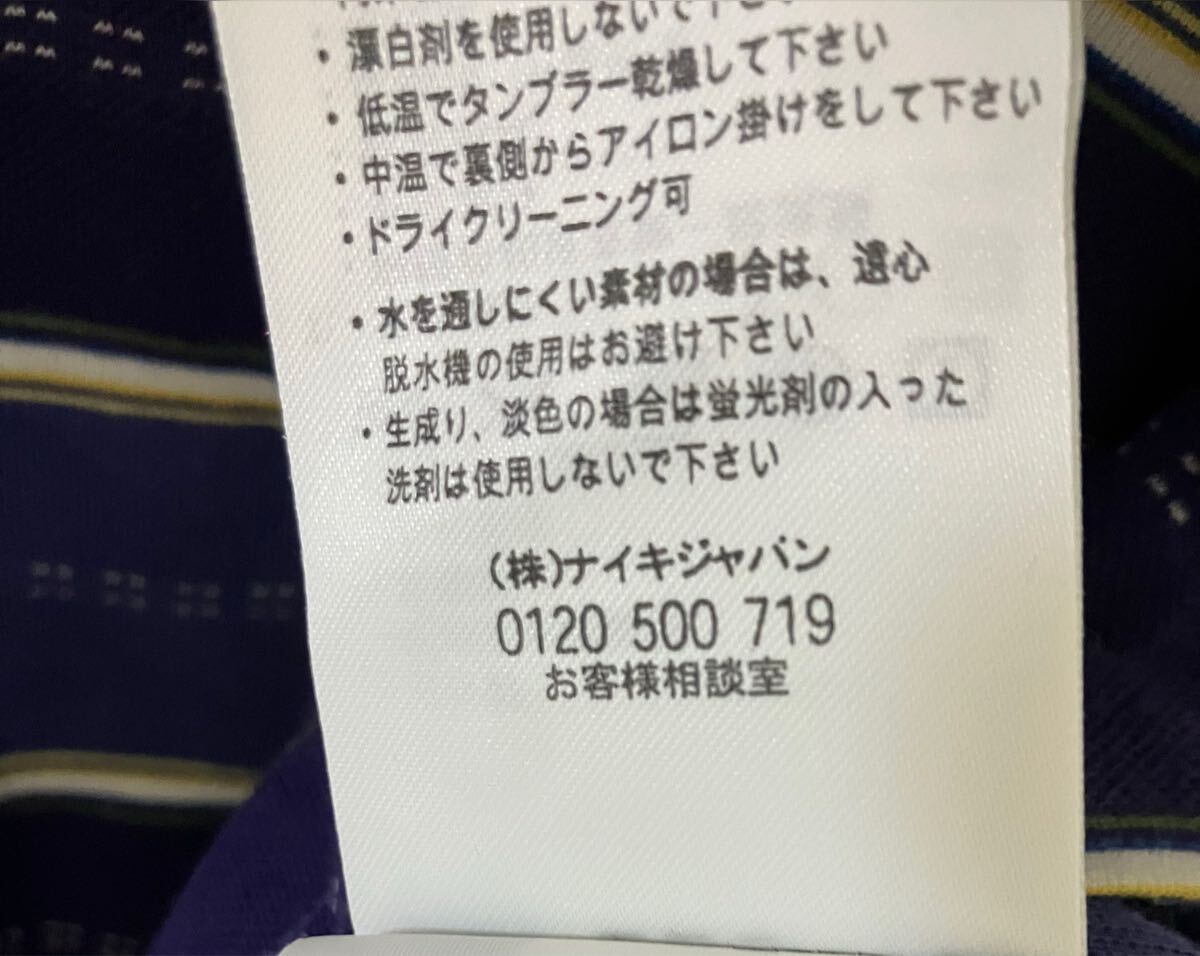 ・漂白剤を使用しないで下さい
・低温でタンブラー乾燥して下さい
・中温で裏側からアイロン掛けをして下さい
・ドライクリーニング可
・水を通しにくい素材の場合は、遠心
脱水機の使用はお避け下さい
・生成り、淡色の場合は蛍光剤の入った
洗剤は使用しないで下さい
(株)ナイキジャパン
0120 500 719
お客様相談室